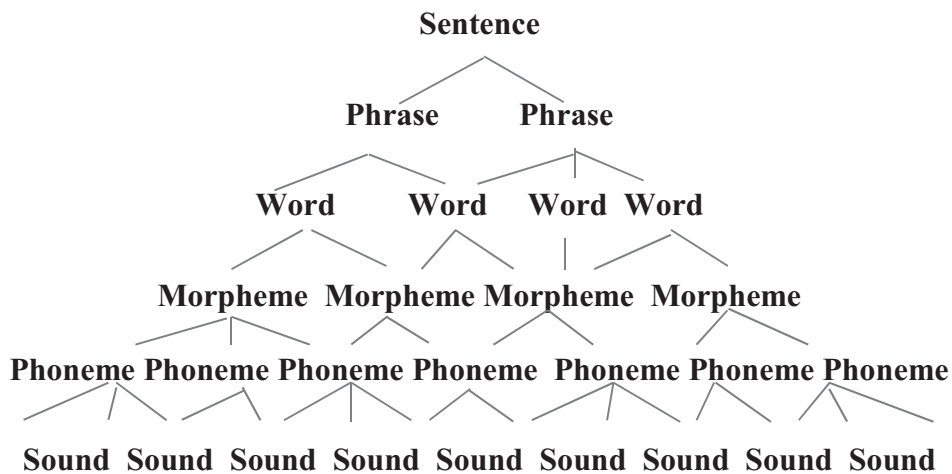 Sentence
Phrase Phrase
Word Word Word Word
Morpheme Morpheme Morpheme Morpheme
Phoneme Phoneme Phoneme Phoneme Phoneme Phoneme Phoneme
Sound Sound Sound Sound Sound Sound Sound Sound Sound